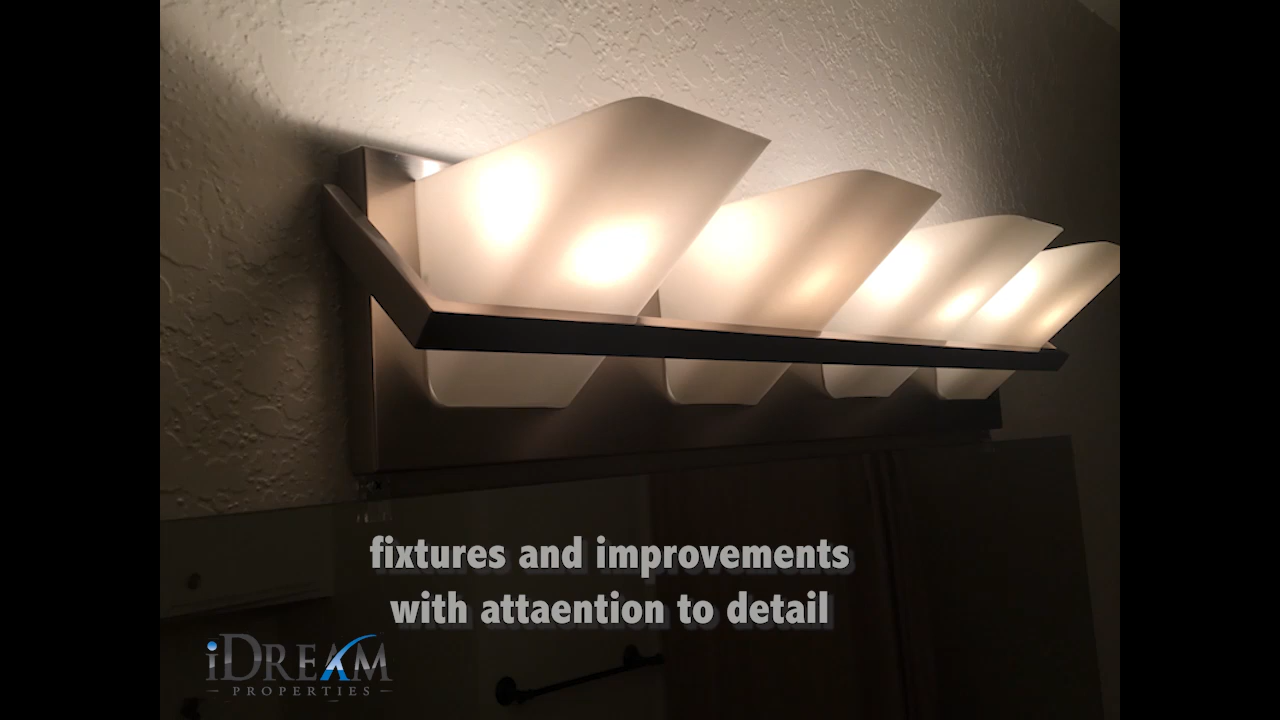 fixtures and improvements
with attaention to detail
iDREAM
PROPERTIES